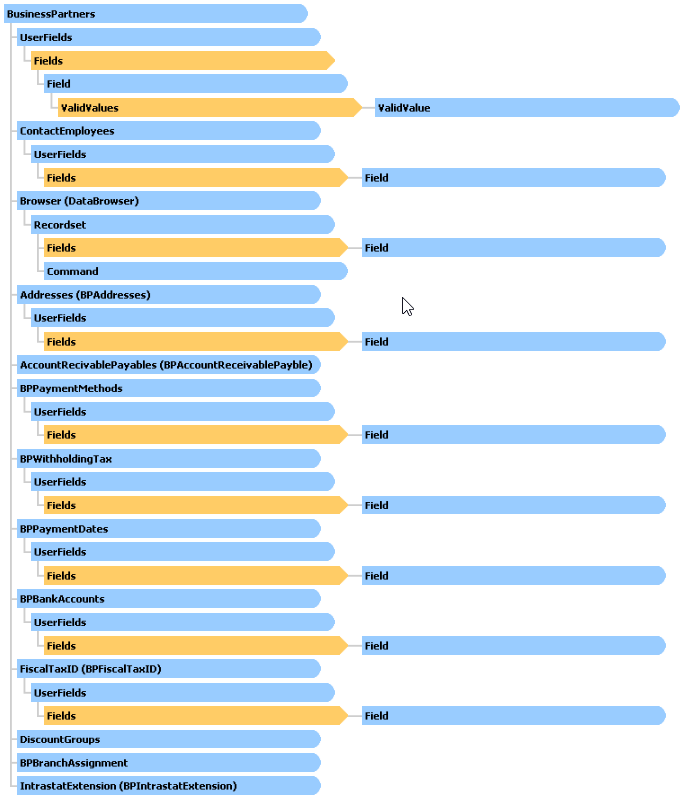 BusinessPartners
UserFields
Fields
Field
ValidValues ValidValue
ContactEmployees
UserFields
Fields Field
Browser (DataBrowser)
Recordset
Fields Field
Command
Addresses (BPAddresses)
UserFields
Fields Field
AccountRecivablePayables (BPAccountReceivablePayble)
BPPaymentMethods
UserFields
Fields Field
BPWithholdingTax
UserFields
Fields Field
BPPaymentDates
UserFields
Fields Field
BPBankAccounts
UserFields
Fields Field
FiscalTaxID (BPFiscalTaxID)
UserFields
Fields Field
DiscountGroups
BPBranchAssignment
IntrastatExtension (BPIntrastatExtension)